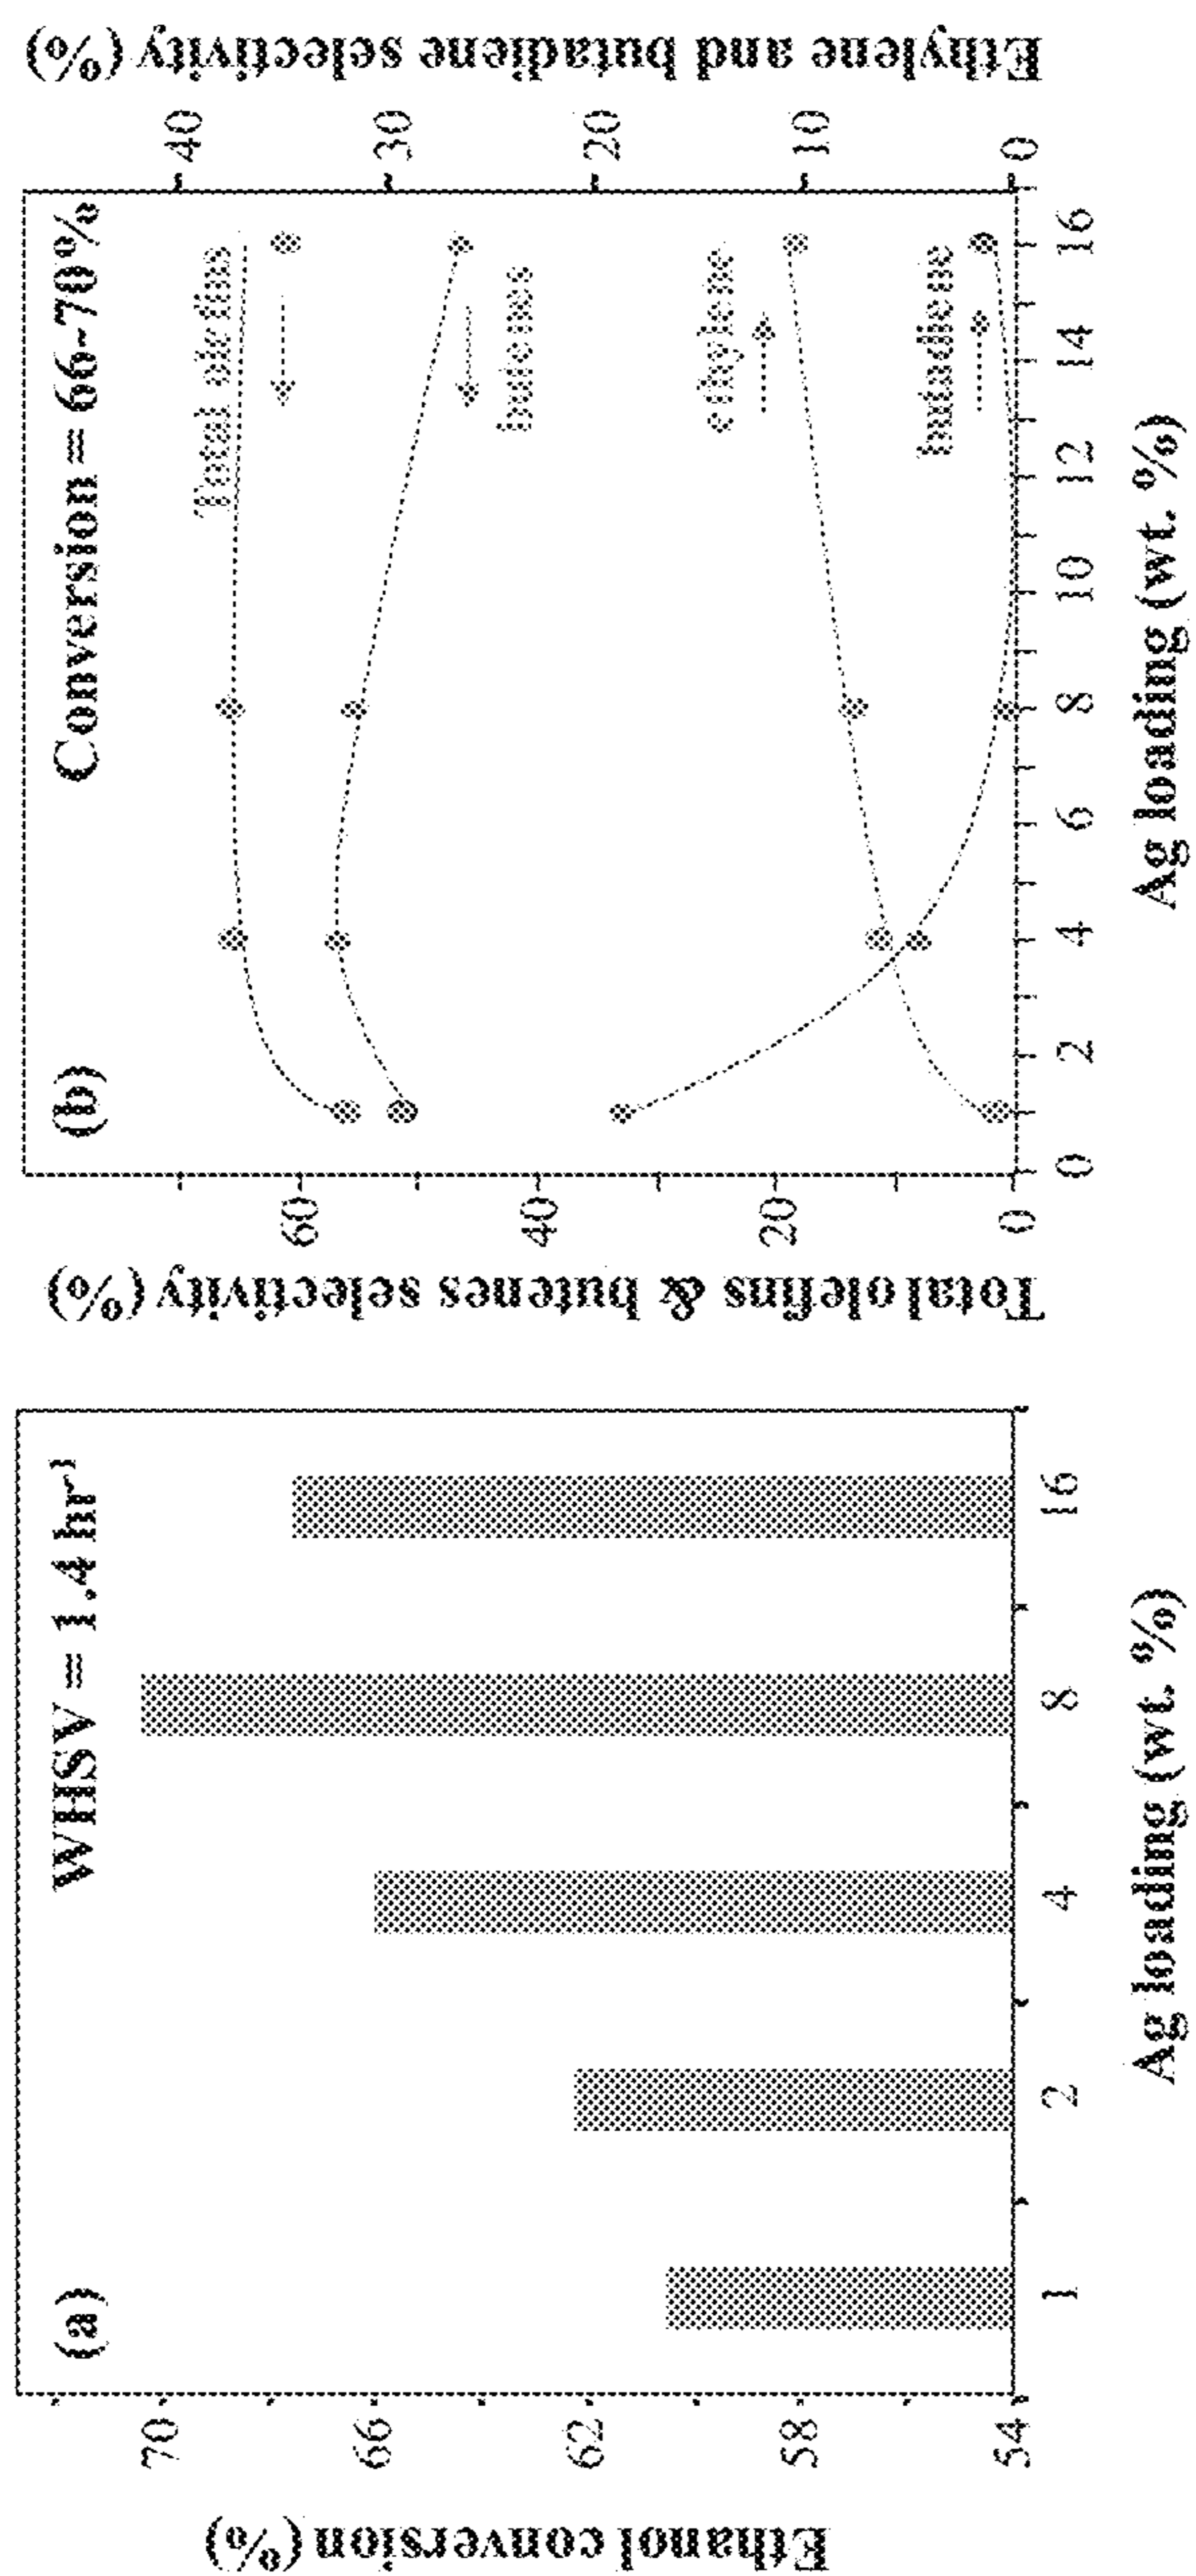 (a)
WHSV = 1.4 hr-1
Ethanol conversion (%)
70
66
62
58
54
1
2
4
8
16
Ag loading (wt. %)
(b)
Conversion = 66-70%
Total olefins & butenes selectivity (%)
60
40
20
0
Total olefins
butenes
ethylene
butadiene
40
30
20
10
0
Ethylene and butadiene selectivity (%)
0
2
4
6
8
10
12
14
16
Ag loading (wt. %)